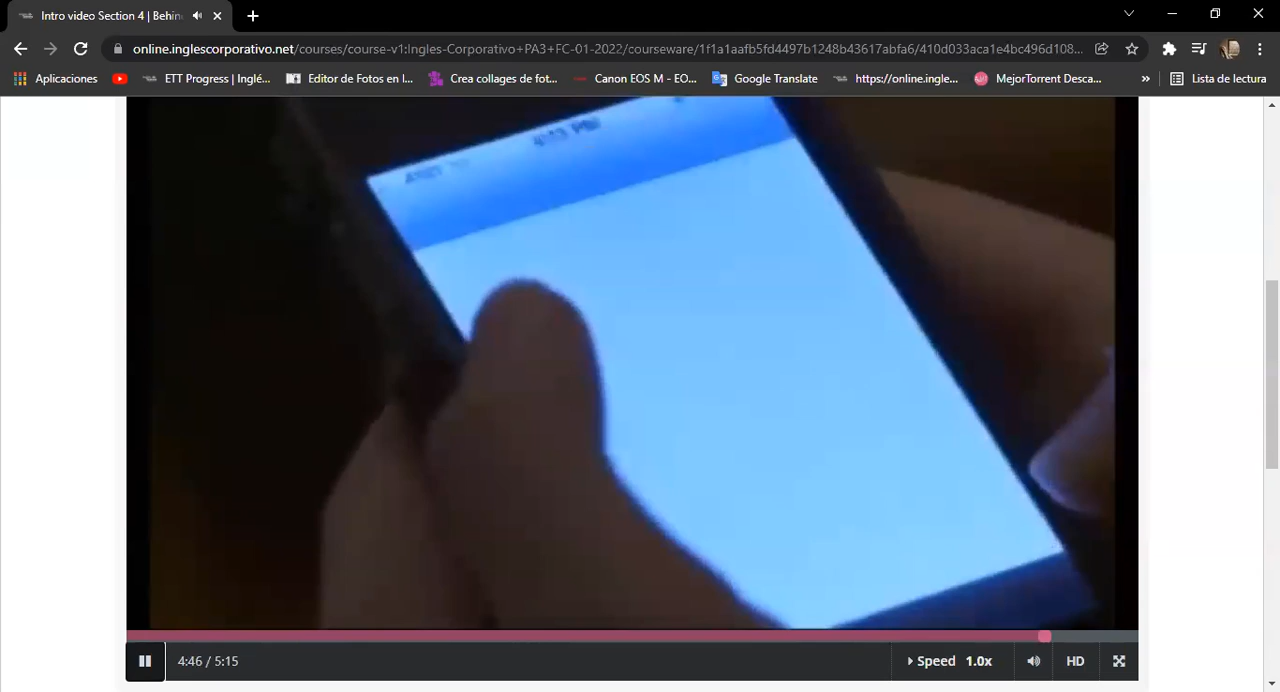 Intro video Section 4 | Behin
online.inglescorporativo.net/courses/course-v1:Ingles-Corporativo+PA3+FC-01-2022/courseware/1f1a1aafb5fd4497b1248b43617abfa6/410d033aca1e4bc496d108...
Aplicaciones ETT Progress | Inglé... Editor de Fotos en l... Crea collages de fot... Canon EOS M - EO... Google Translate https://online.ingle... MejorTorrent Desca... » Lista de lectura
4:46 / 5:15 Speed 1.0x HD